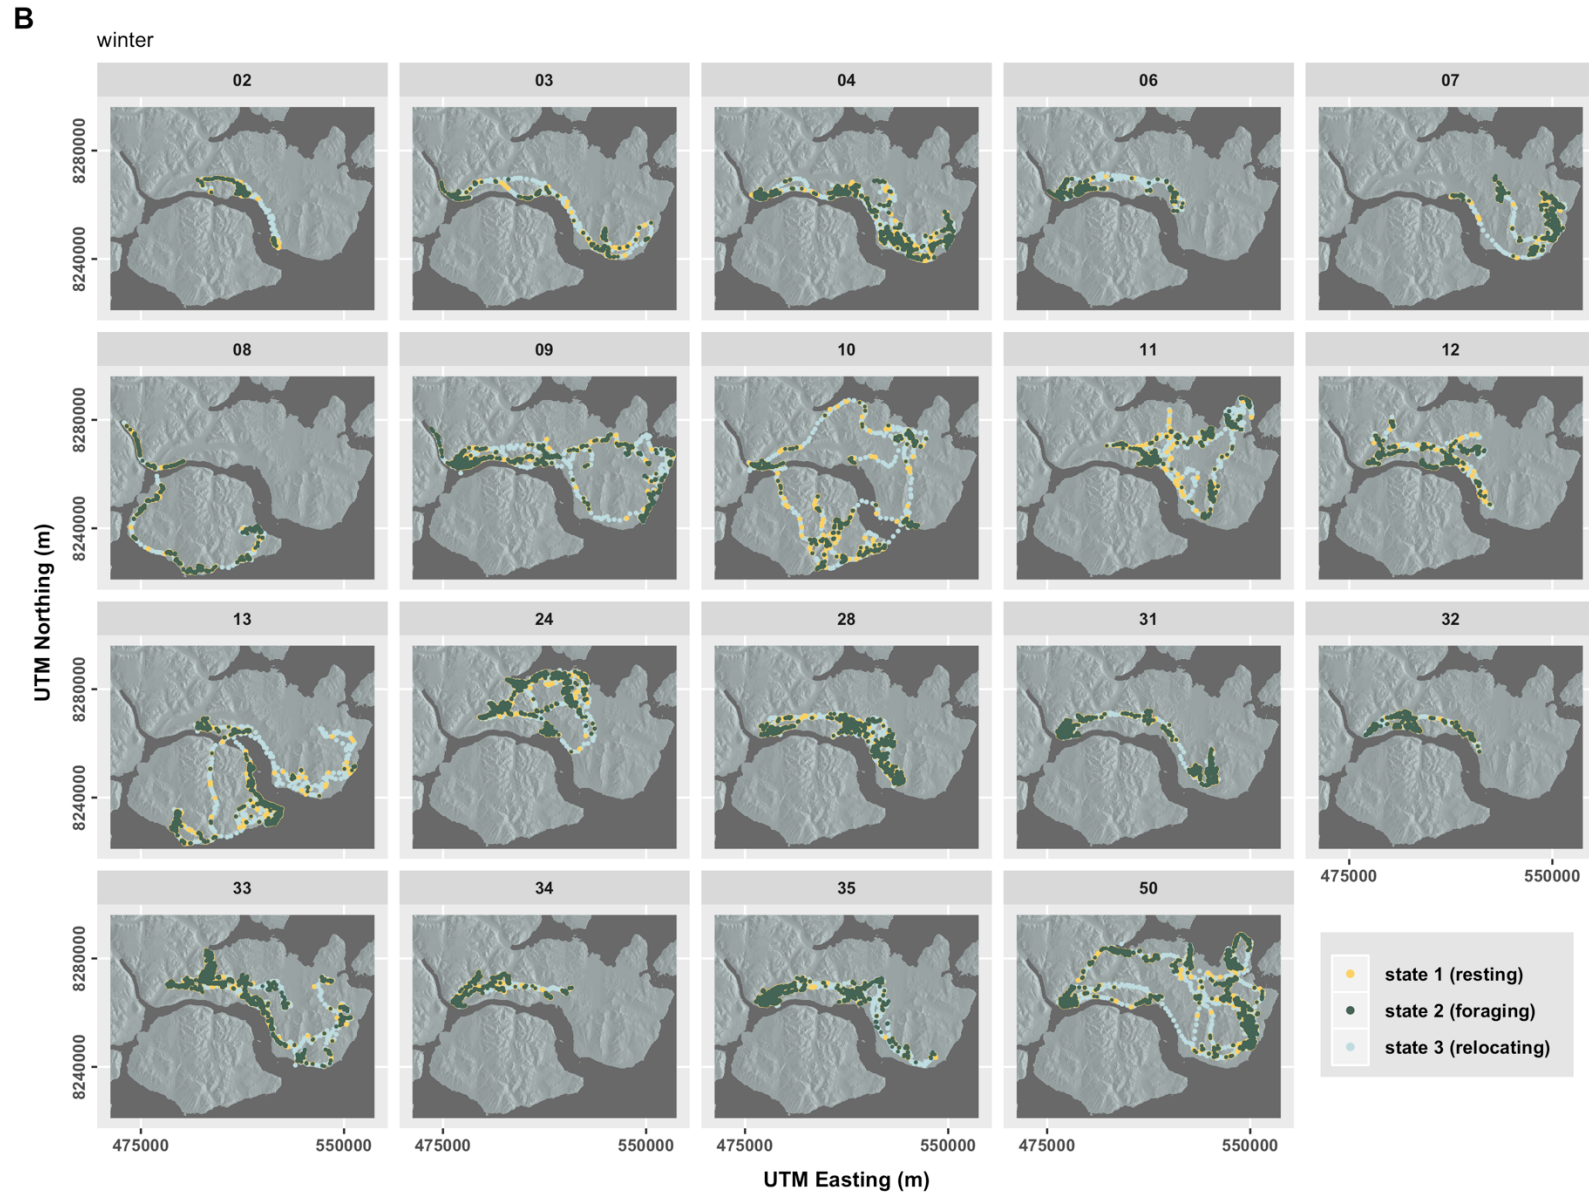 B
winter
02 03 04 06 07
8280000
8240000
08 09 10 11 12
8280000
8240000
13 24 28 31 32
8280000
8240000
475000 550000
33 34 35 50
8280000
8240000
475000 550000 475000 550000 475000 550000 475000 550000
UTM Northing (m)
UTM Easting (m)
state 1 (resting)
state 2 (foraging)
state 3 (relocating)